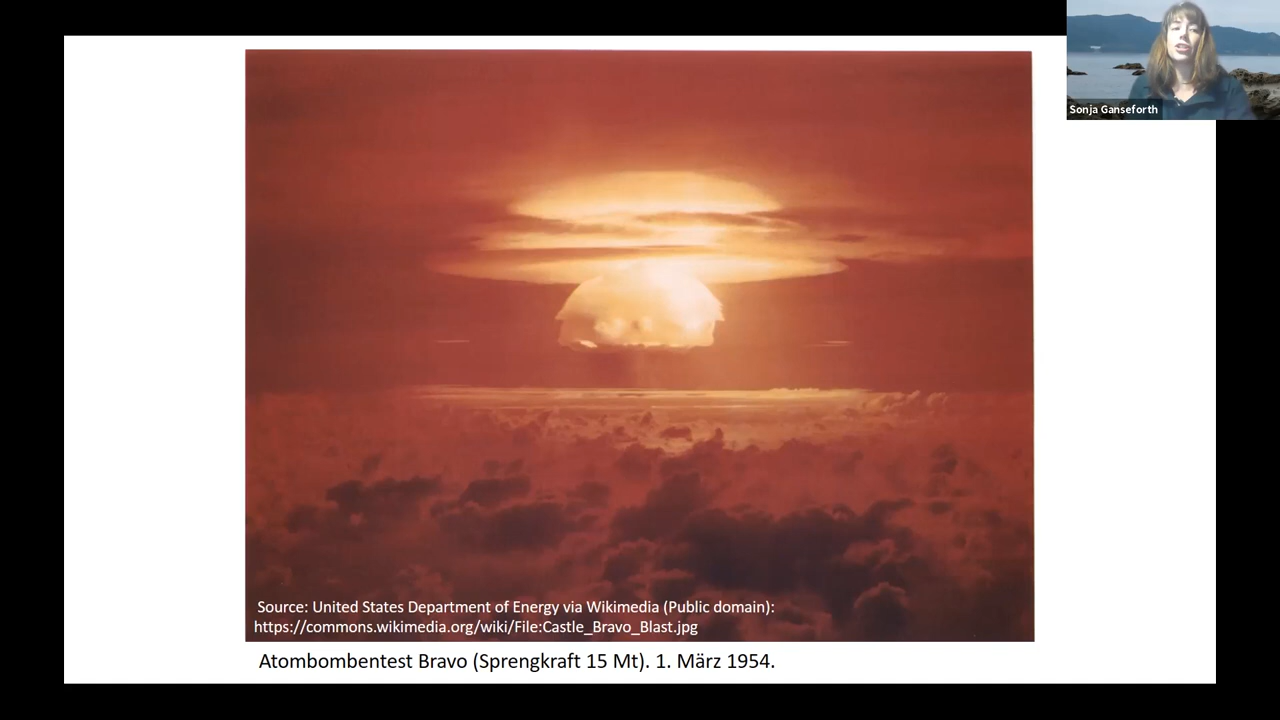 Sonja Ganseforth
Source: United States Department of Energy via Wikimedia (Public domain):
https://commons.wikimedia.org/wiki/File:Castle_Bravo_Blast.jpg
Atombombentest Bravo (Sprengkraft 15 Mt). 1. März 1954.